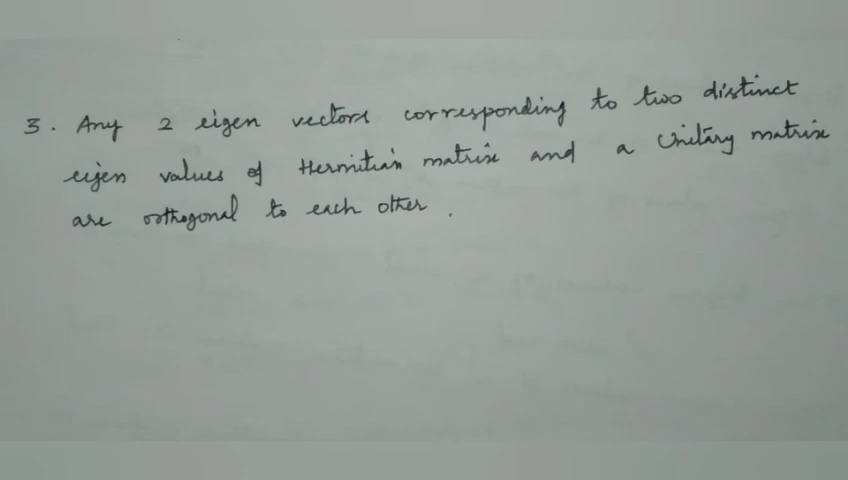 3. Any 2 eigen vectors corresponding to two distinct
eigen values of Hermitian matrix and a Unitary matrix
are orthogonal to each other.